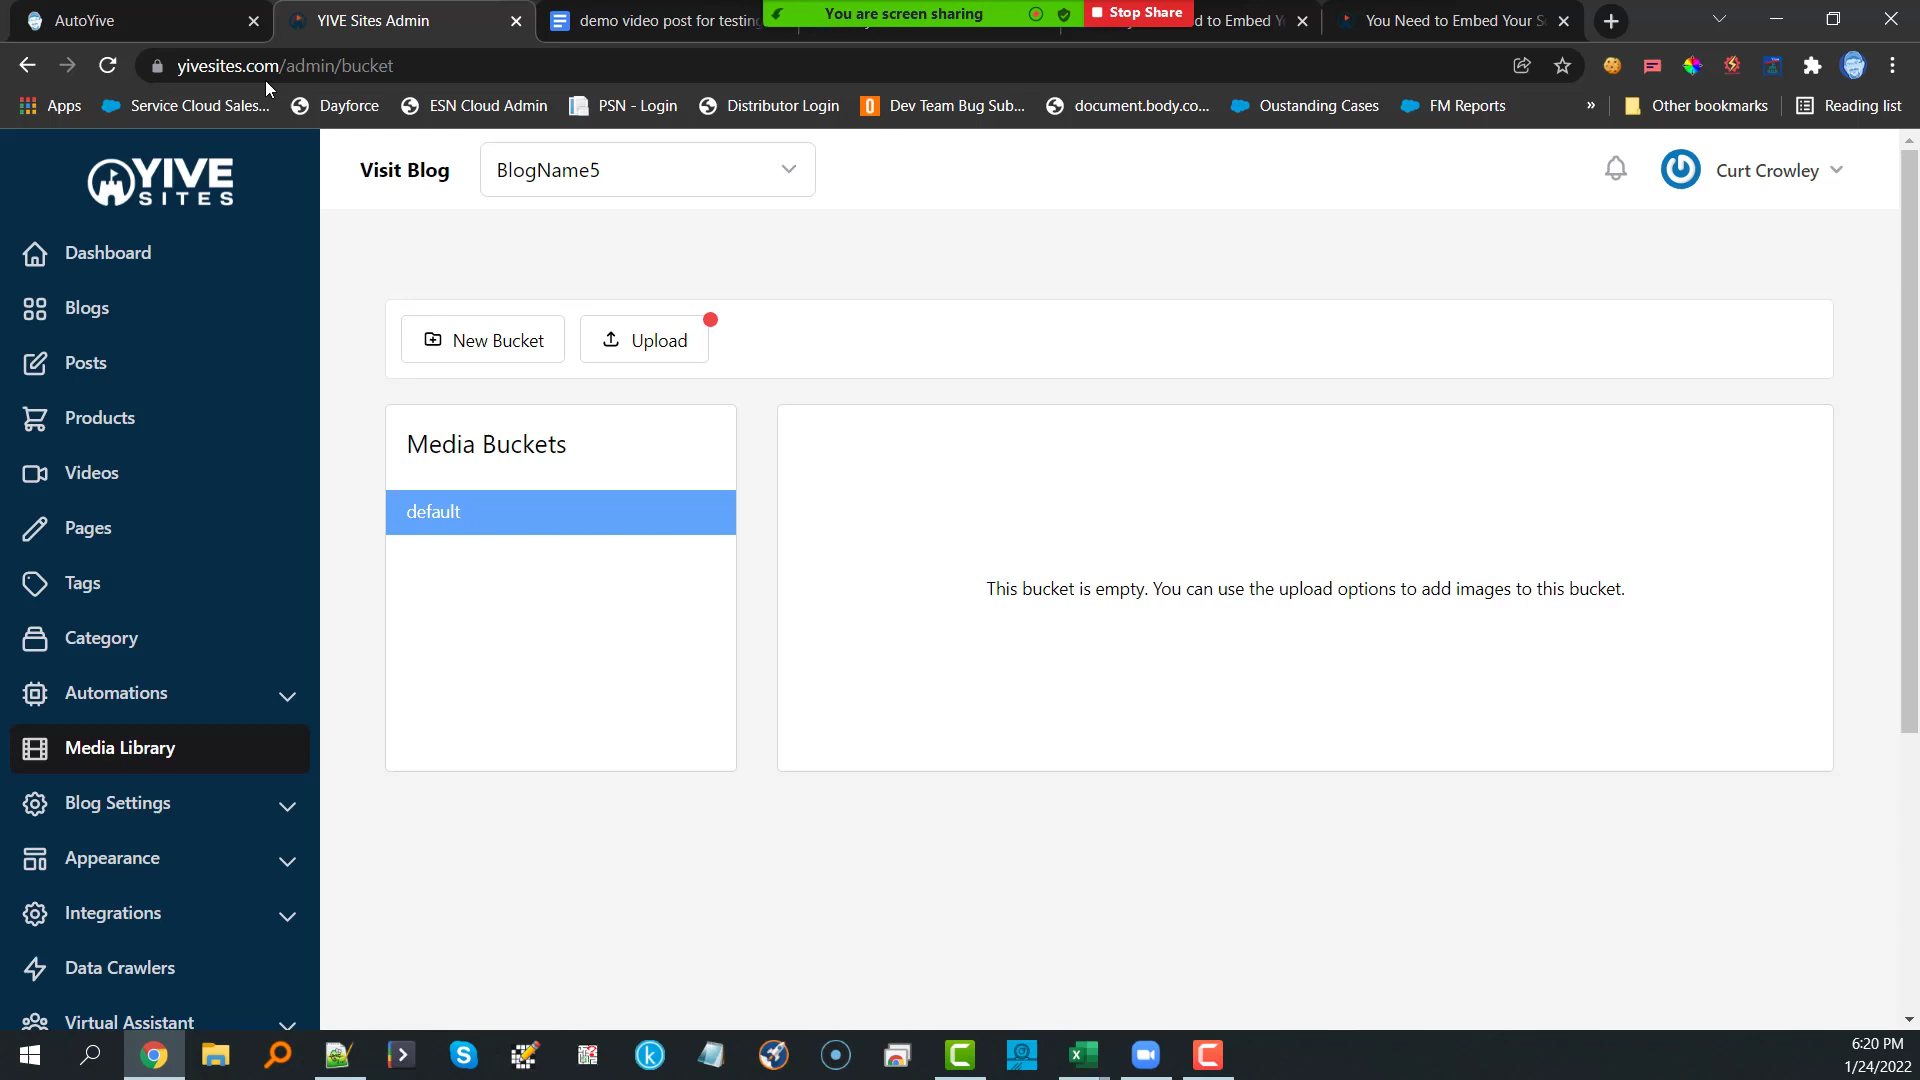 AutoYive
YIVE Sites Admin
demo video post for testing
You are screen sharing
Stop Share
d to Embed Y
You Need to Embed Your S
yivesites.com/admin/bucket
Apps
Service Cloud Sales...
Dayforce
ESN Cloud Admin
PSN - Login
Distributor Login
Dev Team Bug Sub...
document.body.co...
Oustanding Cases
FM Reports
»
Other bookmarks
Reading list
YIVE
SITES
Visit Blog
BlogName5
Curt Crowley
Dashboard
Blogs
Posts
Products
Videos
Pages
Tags
Category
Automations
Media Library
Blog Settings
Appearance
Integrations
Data Crawlers
Virtual Assistant
New Bucket
Upload
Media Buckets
default
This bucket is empty. You can use the upload options to add images to this bucket.
6:20 PM
1/24/2022